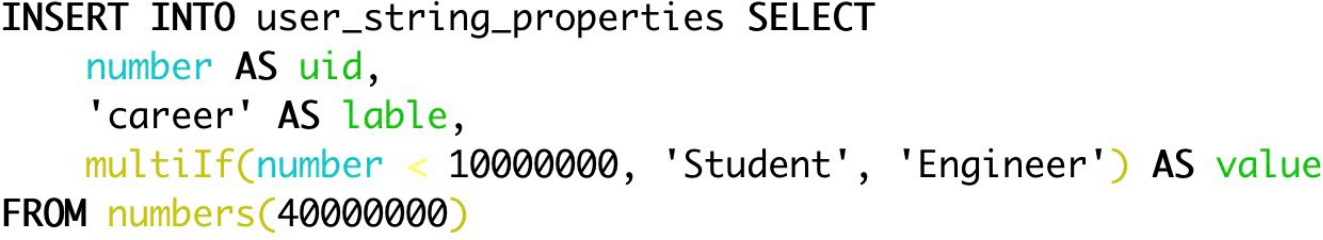 INSERT INTO user_string_properties SELECT
    number AS uid,
    'career' AS lable,
    multiIf(number < 10000000, 'Student', 'Engineer') AS value
FROM numbers(40000000)